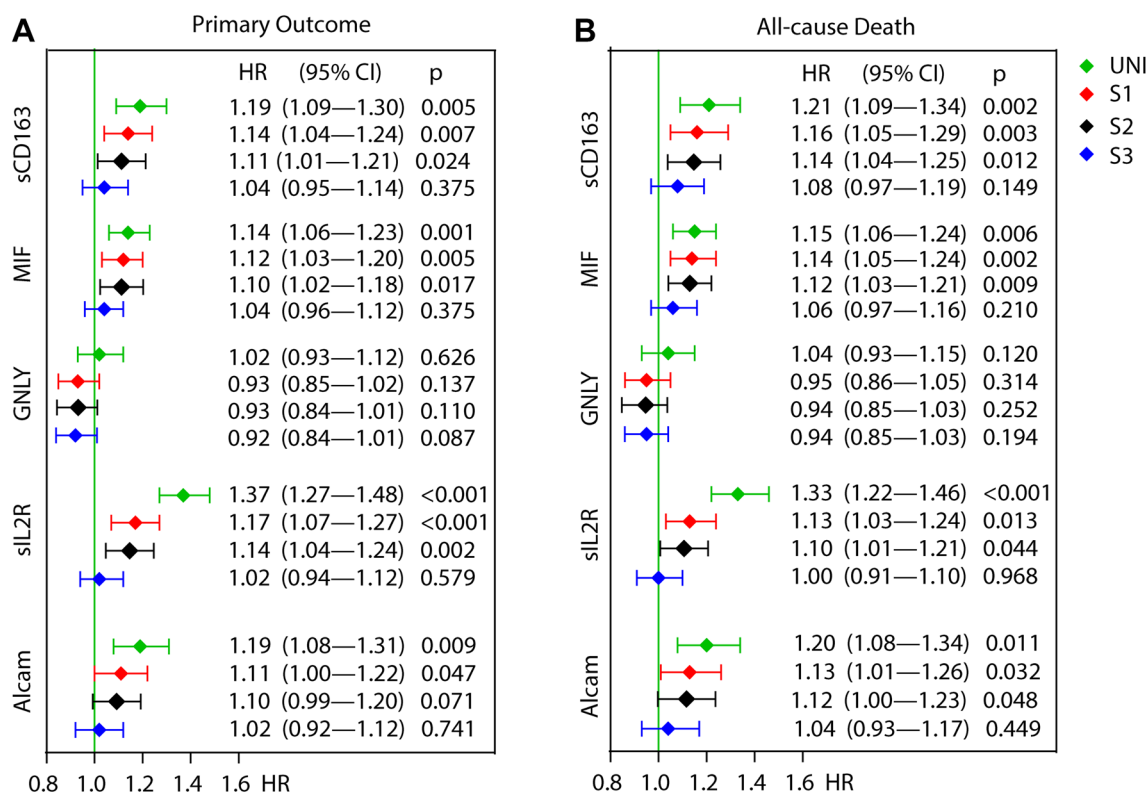 A
Primary Outcome
HR (95% CI) p
sCD163
1.19 (1.09—1.30) 0.005
1.14 (1.04—1.24) 0.007
1.11 (1.01—1.21) 0.024
1.04 (0.95—1.14) 0.375
MIF
1.14 (1.06—1.23) 0.001
1.12 (1.03—1.20) 0.005
1.10 (1.02—1.18) 0.017
1.04 (0.96—1.12) 0.375
GNLY
1.02 (0.93—1.12) 0.626
0.93 (0.85—1.02) 0.137
0.93 (0.84—1.01) 0.110
0.92 (0.84—1.01) 0.087
sIL2R
1.37 (1.27—1.48) <0.001
1.17 (1.07—1.27) <0.001
1.14 (1.04—1.24) 0.002
1.02 (0.94—1.12) 0.579
Alcam
1.19 (1.08—1.31) 0.009
1.11 (1.00—1.22) 0.047
1.10 (0.99—1.20) 0.071
1.02 (0.92—1.12) 0.741
0.8 1.0 1.2 1.4 1.6 HR
B
All-cause Death
HR (95% CI) p
sCD163
1.21 (1.09—1.34) 0.002
1.16 (1.05—1.29) 0.003
1.14 (1.04—1.25) 0.012
1.08 (0.97—1.19) 0.149
MIF
1.15 (1.06—1.24) 0.006
1.14 (1.05—1.24) 0.002
1.12 (1.03—1.21) 0.009
1.06 (0.97—1.16) 0.210
GNLY
1.04 (0.93—1.15) 0.120
0.95 (0.86—1.05) 0.314
0.94 (0.85—1.03) 0.252
0.94 (0.85—1.03) 0.194
sIL2R
1.33 (1.22—1.46) <0.001
1.13 (1.03—1.24) 0.013
1.10 (1.01—1.21) 0.044
1.00 (0.91—1.10) 0.968
Alcam
1.20 (1.08—1.34) 0.011
1.13 (1.01—1.26) 0.032
1.12 (1.00—1.23) 0.048
1.04 (0.93—1.17) 0.449
0.8 1.0 1.2 1.4 1.6 HR
UNI
S1
S2
S3